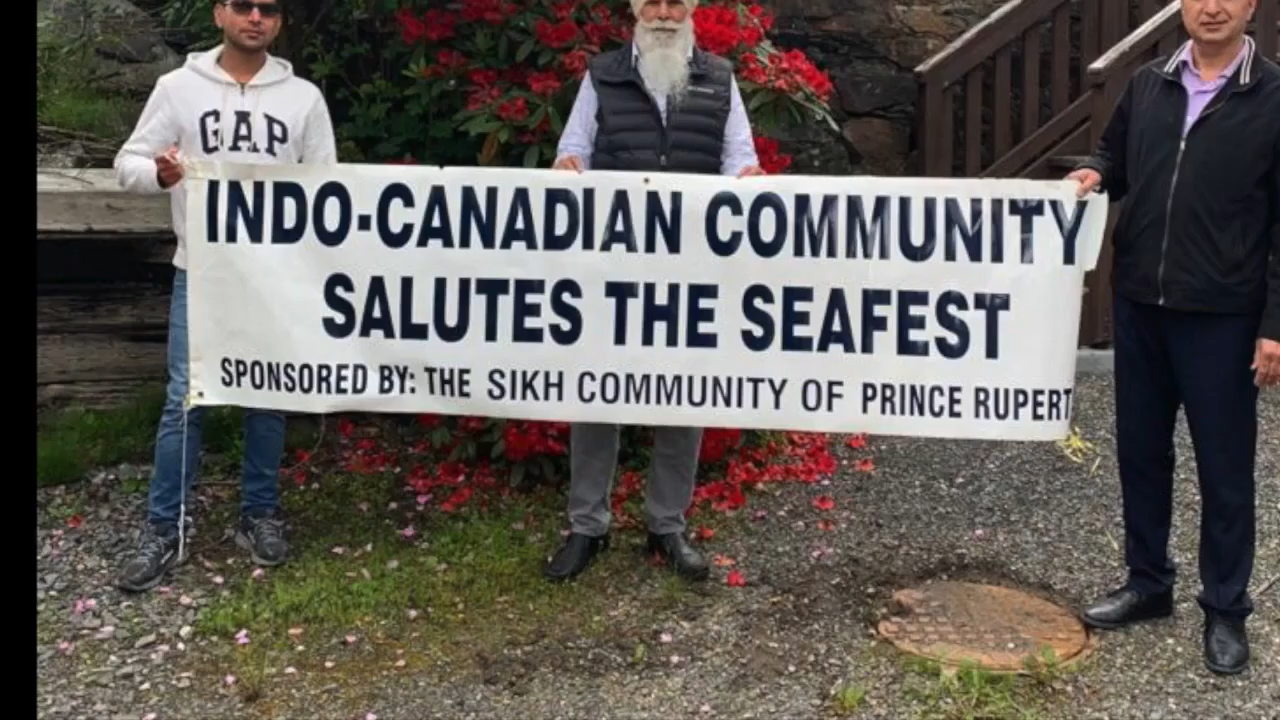 GAP
INDO-CANADIAN COMMUNITY
SALUTES THE SEAFEST
SPONSORED BY: THE SIKH COMMUNITY OF PRINCE RUPERT